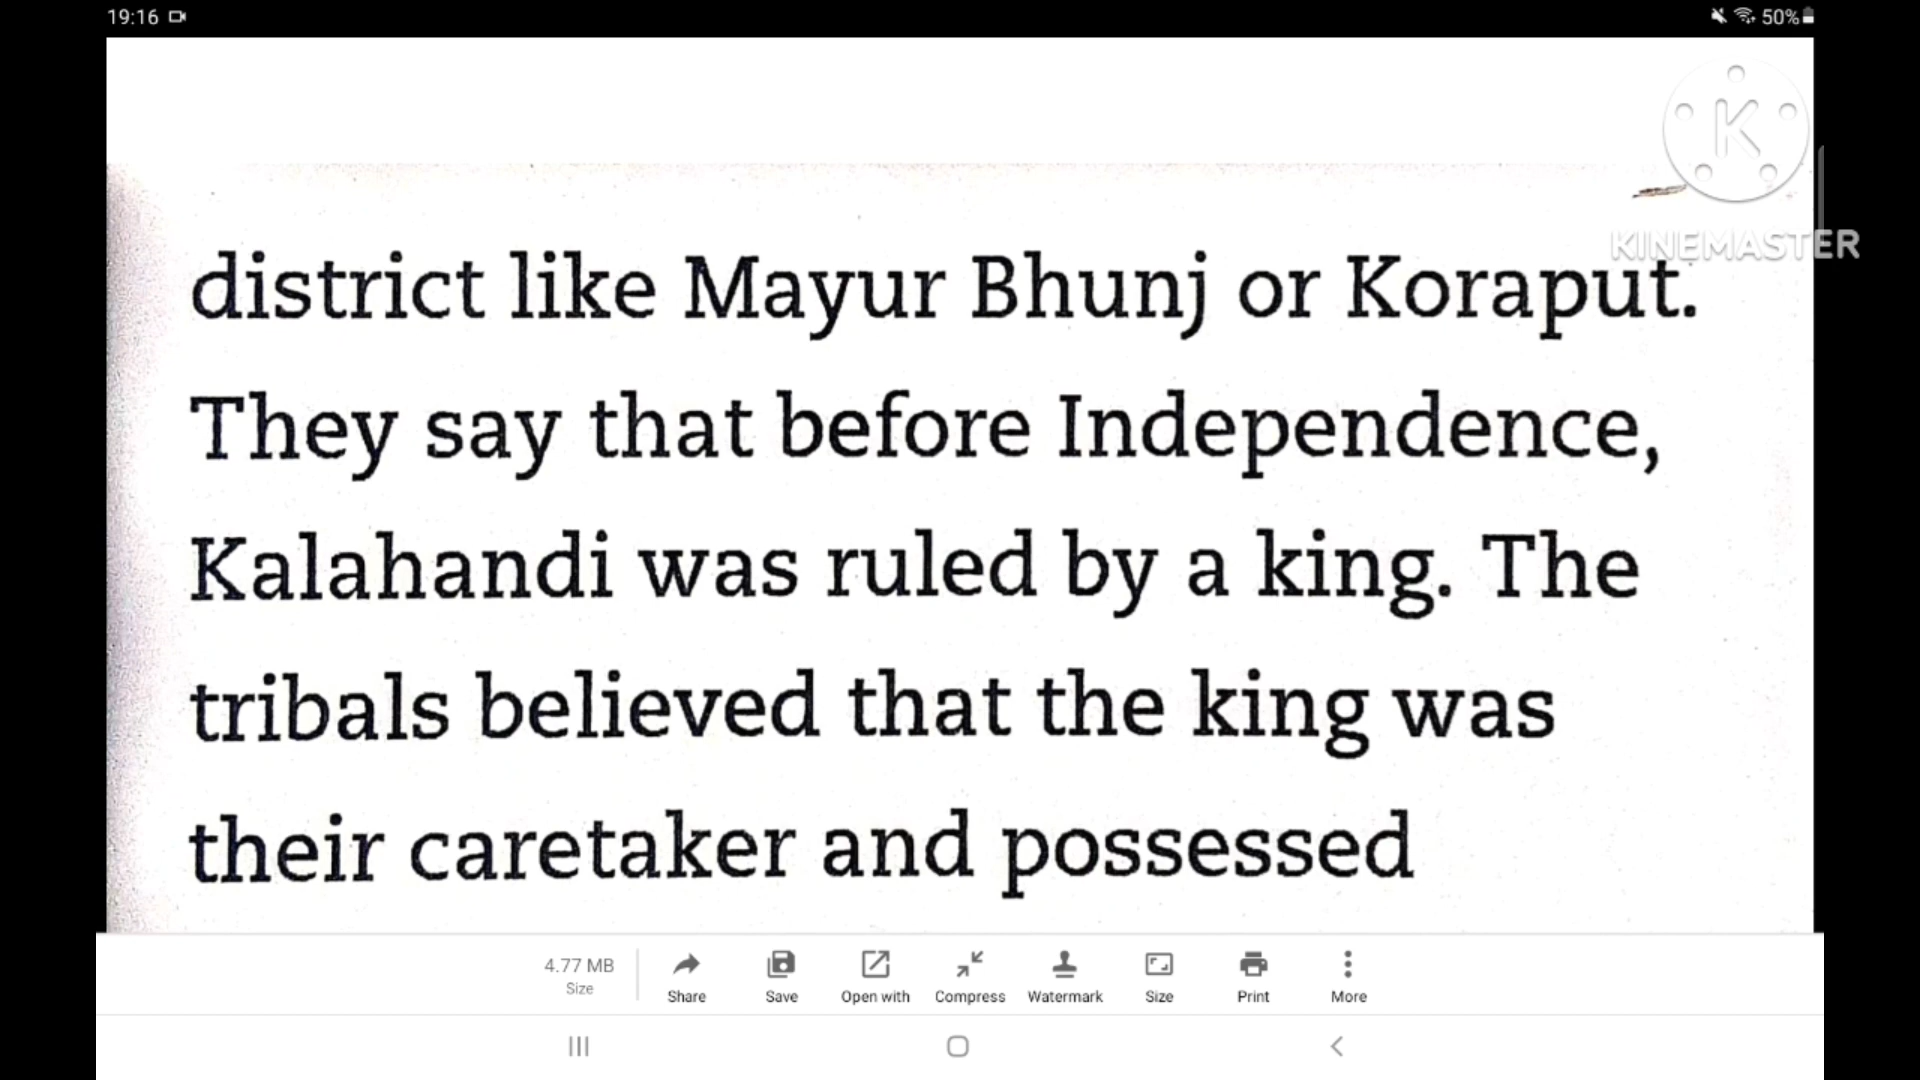 19:16
50%
K
KINEMASTER
district like Mayur Bhunj or Koraput.
They say that before Independence,
Kalahandi was ruled by a king. The
tribals believed that the king was
their caretaker and possessed
4.77 MB
Size
Share
Save
Open with
Compress
Watermark
Size
Print
More